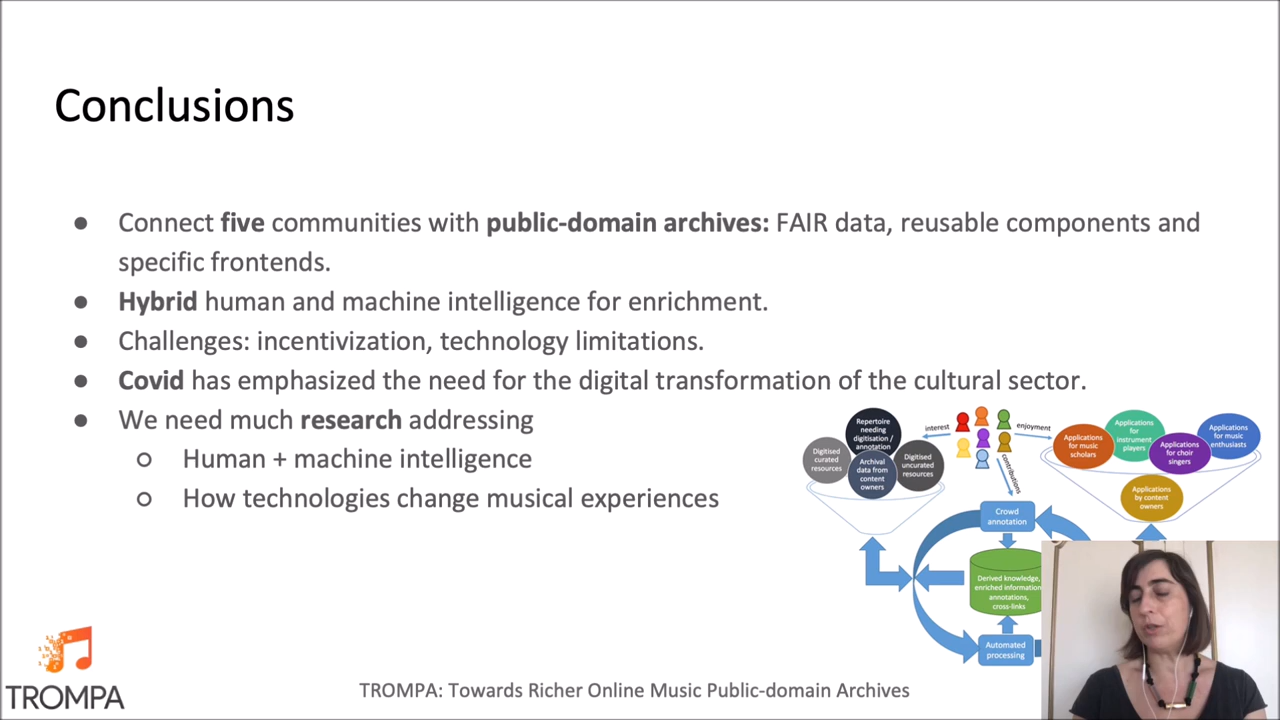 Conclusions
● Connect five communities with public-domain archives: FAIR data, reusable components and
specific frontends.
● Hybrid human and machine intelligence for enrichment.
● Challenges: incentivization, technology limitations.
● Covid has emphasized the need for the digital transformation of the cultural sector.
● We need much research addressing
○ Human + machine intelligence
○ How technologies change musical experiences
Repertoire
needing
digitisation /
annotation
Digitised
curated
resources
Archival
data from
content
owners
Digitised
uncurated
resources
interest
enjoyment
contributions
Applications
for music
scholars
Applications
for
instrument
players
Applications
for choir
singers
Applications
for music
enthusiasts
Applications
by content
owners
Crowd
annotation
Derived knowledge,
enriched information
annotations,
cross-links
Automated
processing
TROMPA
TROMPA: Towards Richer Online Music Public-domain Archives